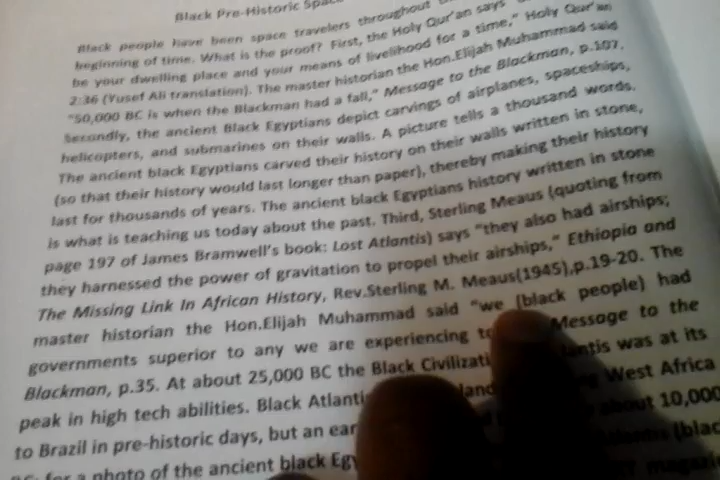 Black Pre-Historic Spac
Black people have been space travelers throughout
beginning of time. What is the proof? First, the Holy Qur'an says
be your dwelling place and your means of livelihood for a time," Holy Qur'an
2:36 (Yusef Ali translation). The master historian the Hon.Elijah Muhammad said
"50,000 BC is when the Blackman had a fall," Message to the Blackman, p.107.
Secondly, the ancient Black Egyptians depict carvings of airplanes, spaceships,
helicopters, and submarines on their walls. A picture tells a thousand words.
The ancient black Egyptians carved their history on their walls written in stone,
(so that their history would last longer than paper), thereby making their history
last for thousands of years. The ancient black Egyptians history written in stone
is what is teaching us today about the past. Third, Sterling Meaus (quoting from
page 197 of James Bramwell's book: Lost Atlantis) says "they also had airships;
they harnessed the power of gravitation to propel their airships," Ethiopia and
The Missing Link In African History, Rev.Sterling M. Meaus(1945),p.19-20. The
master historian the Hon.Elijah Muhammad said "we (black people) had
governments superior to any we are experiencing Message to the
Blackman, p.35. At about 25,000 BC the Black Civilizati lantis was at its
peak in high tech abilities. Black Atlanti land West Africa
to Brazil in pre-historic days, but an ear about 10,000
for a photo of the ancient black Egy (blac